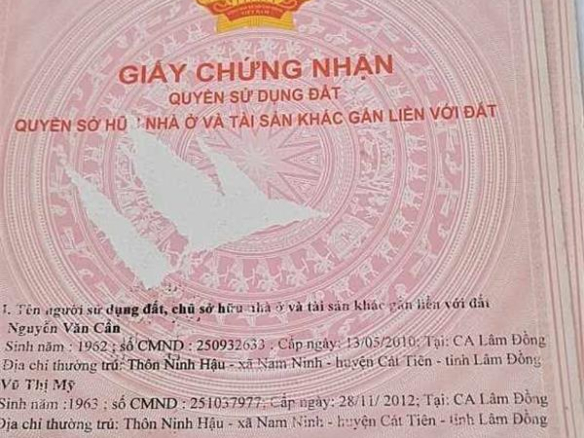 GIẤY CHỨNG NHẬN
QUYỀN SỬ DỤNG ĐẤT
QUYỀN SỞ HỮU NHÀ Ở VÀ TÀI SẢN KHÁC GẮN LIỀN VỚI ĐẤT
I. Tên người sử dụng đất, chủ sở hữu nhà ở và tài sản khác gắn liền với đất
Nguyễn Văn Cần
Sinh năm : 1962 ; số CMND : 250932633 ; Cấp ngày: 13/05/2010; Tại: CA Lâm Đồng
Địa chỉ thường trú: Thôn Ninh Hậu - xã Nam Ninh - huyện Cát Tiên - tỉnh Lâm Đồng
Vũ Thị Mỹ
Sinh năm :1963 ; số CMND : 251037977; Cấp ngày: 28/11/ 2012; Tại: CA Lâm Đồng
Địa chỉ thường trú: Thôn Ninh Hậu - xã Nam Ninh - huyện Cát Tiên - tỉnh Lâm Đồng